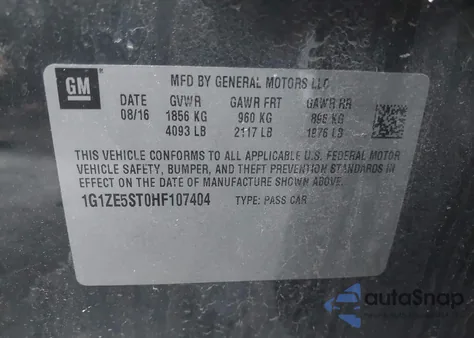 GM
MFD BY GENERAL MOTORS LLC
DATE GVWR GAWR FRT GAWR RR
08/16 1856 KG 960 KG 896 KG
4093 LB 2117 LB 1976 LB
THIS VEHICLE CONFORMS TO ALL APPLICABLE U.S. FEDERAL MOTOR
VEHICLE SAFETY, BUMPER, AND THEFT PREVENTION STANDARDS
IN EFFECT ON THE DATE OF MANUFACTURE SHOWN ABOVE.
1G1ZE5ST0HF107404 TYPE: PASS CAR
autoSnap